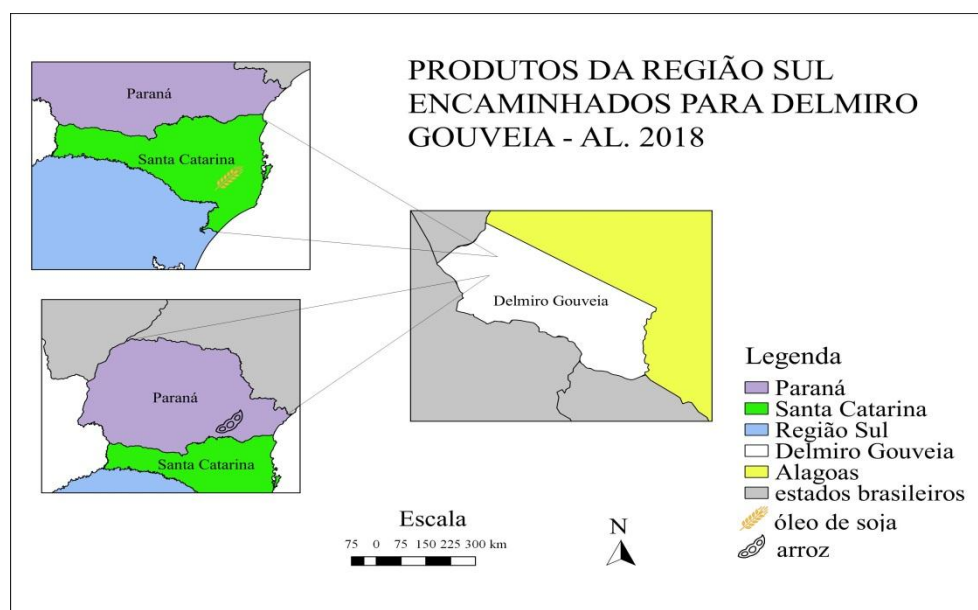 PRODUTOS DA REGIÃO SUL
ENCAMINHADOS PARA DELMIRO
GOUVEIA - AL. 2018
Paraná
Santa Catarina
Paraná
Santa Catarina
Delmiro Gouveia
Legenda
Paraná
Santa Catarina
Região Sul
Delmiro Gouveia
Alagoas
estados brasileiros
óleo de soja
arroz
Escala
75 0 75 150 225 300 km
N